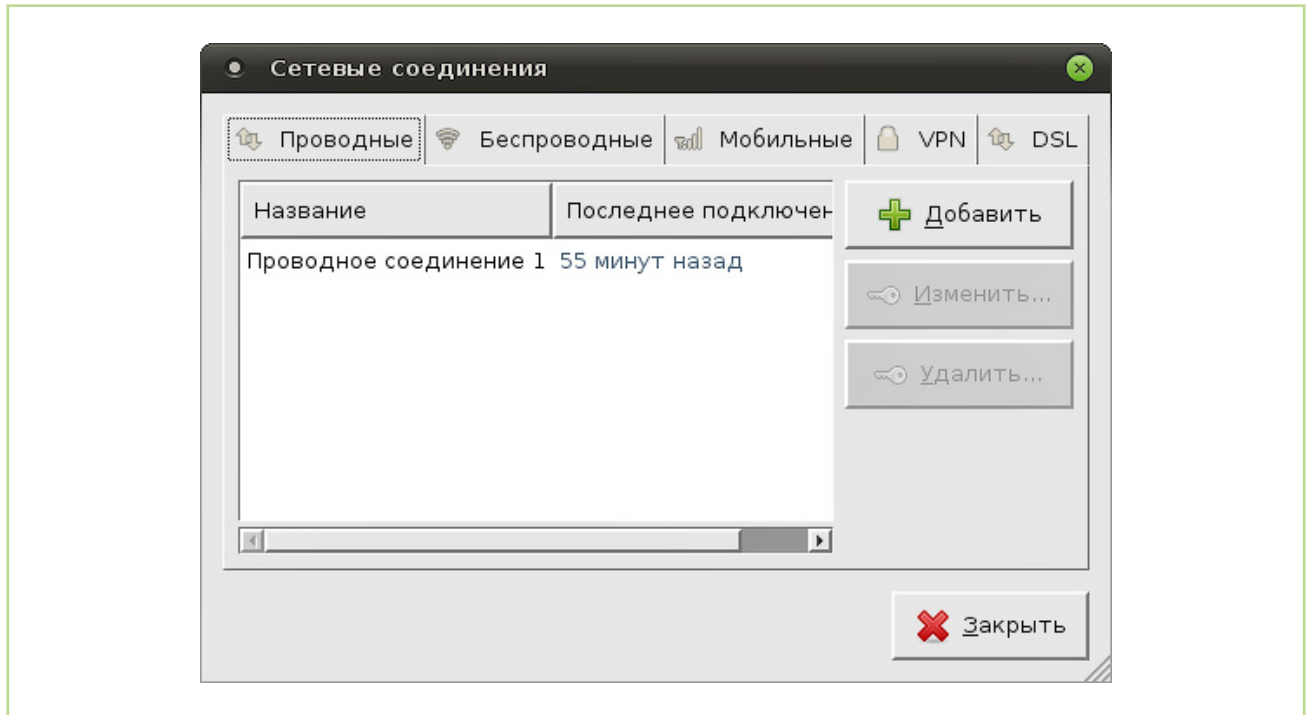 Сетевые соединения
Проводные Беспроводные Мобильные VPN DSL
Название Последнее подключен
Проводное соединение 1 55 минут назад
Добавить
Изменить...
Удалить...
Закрыть